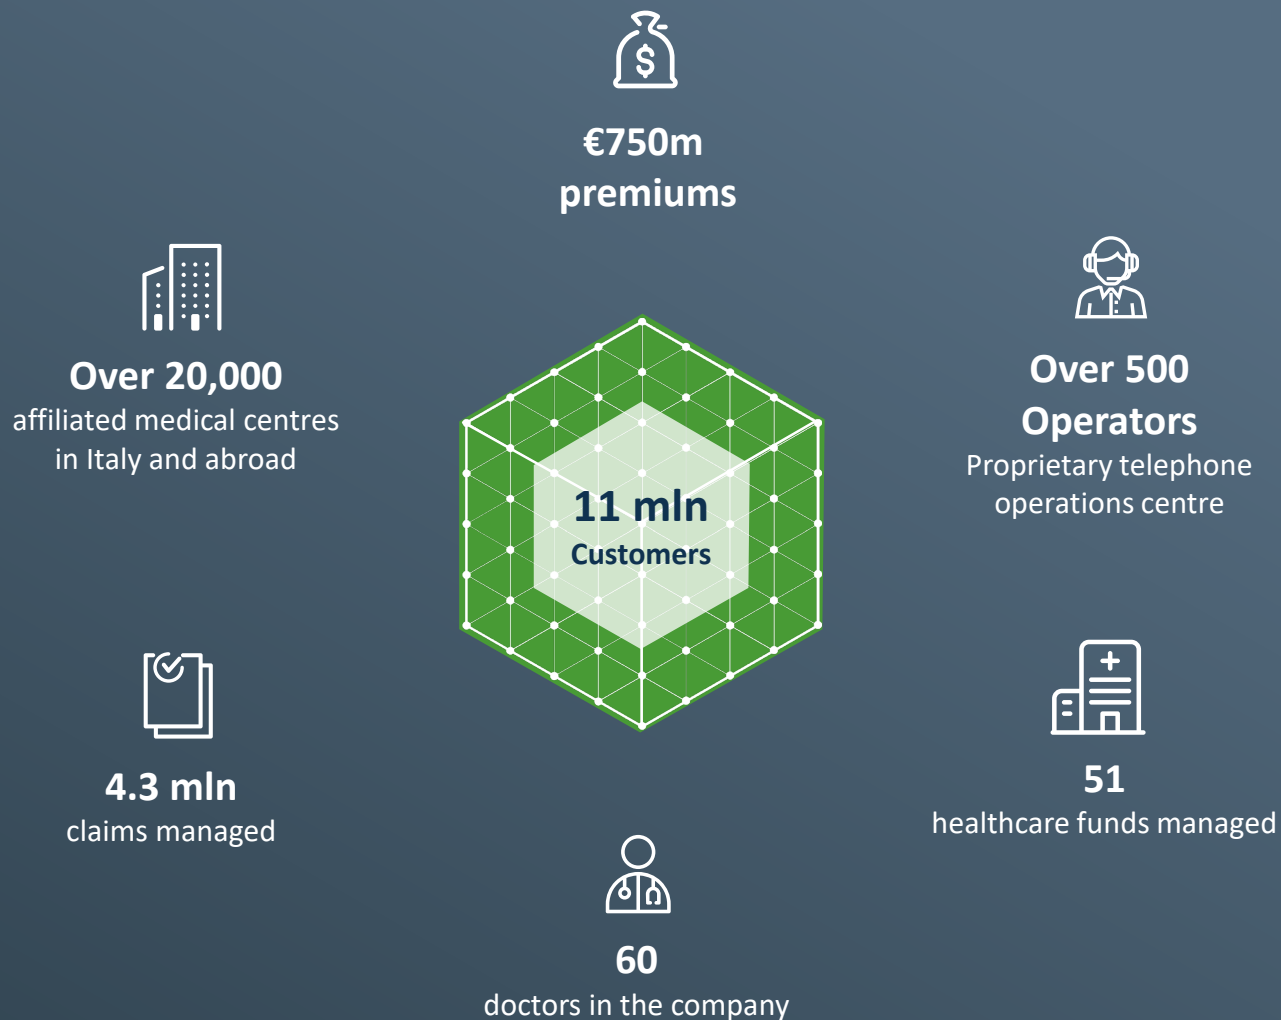 €750m
premiums
Over 20,000
affiliated medical centres
in Italy and abroad
Over 500
Operators
Proprietary telephone
operations centre
11 mln
Customers
4.3 mln
claims managed
51
healthcare funds managed
60
doctors in the company